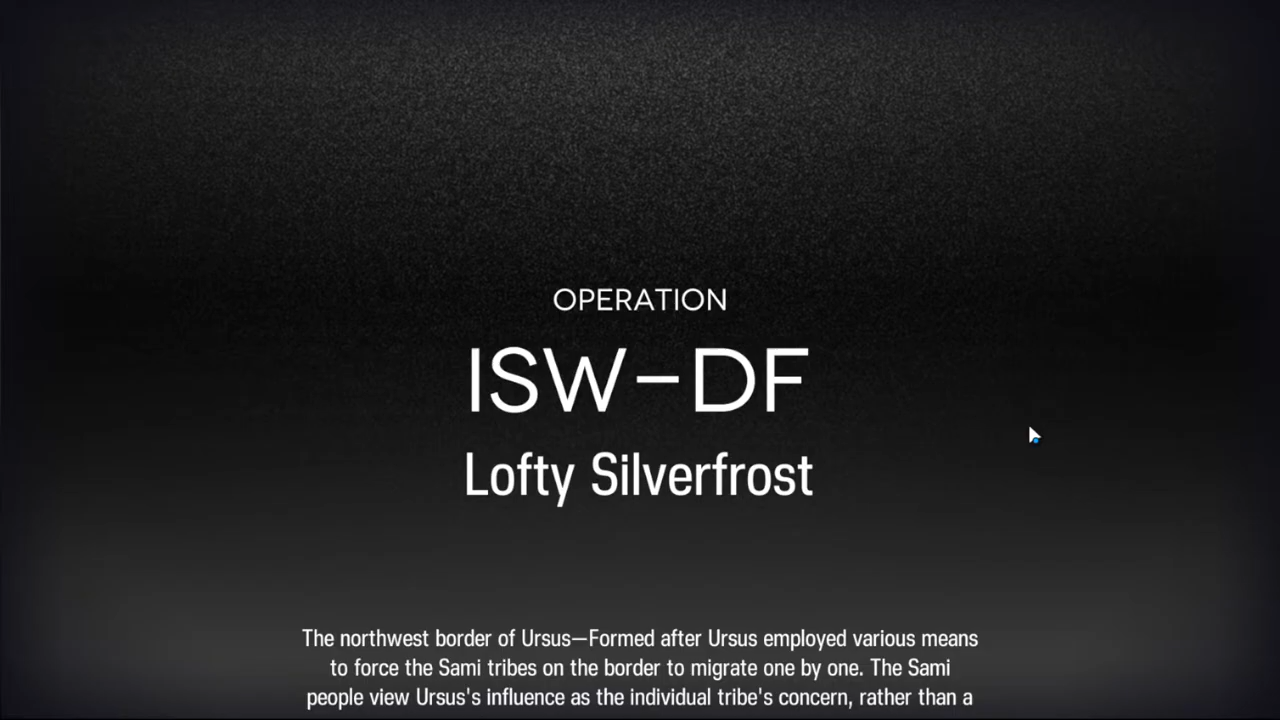 OPERATION
ISW-DF
Lofty Silverfrost
The northwest border of Ursus—Formed after Ursus employed various means
to force the Sami tribes on the border to migrate one by one. The Sami
people view Ursus's influence as the individual tribe's concern, rather than a